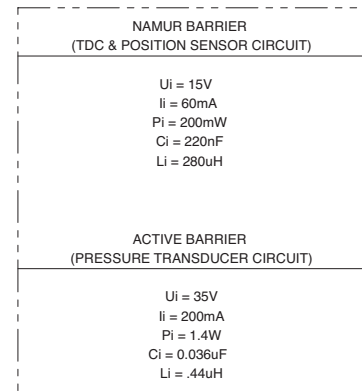 NAMUR BARRIER
(TDC & POSITION SENSOR CIRCUIT)
Ui = 15V
Ii = 60mA
Pi = 200mW
Ci = 220nF
Li = 280uH
ACTIVE BARRIER
(PRESSURE TRANSDUCER CIRCUIT)
Ui = 35V
Ii = 200mA
Pi = 1.4W
Ci = 0.036uF
Li = .44uH